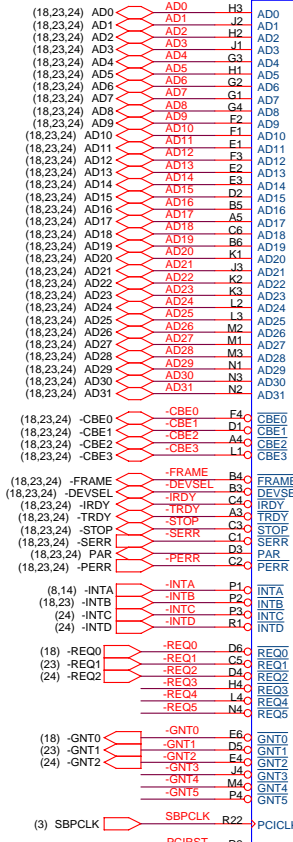 (18,23,24) AD0 AD0 H3 AD0
(18,23,24) AD1 AD1 J2 AD1
(18,23,24) AD2 AD2 H2 AD2
(18,23,24) AD3 AD3 J1 AD3
(18,23,24) AD4 AD4 G3 AD4
(18,23,24) AD5 AD5 H1 AD5
(18,23,24) AD6 AD6 G2 AD6
(18,23,24) AD7 AD7 G1 AD7
(18,23,24) AD8 AD8 G4 AD8
(18,23,24) AD9 AD9 F2 AD9
(18,23,24) AD10 AD10 F1 AD10
(18,23,24) AD11 AD11 E1 AD11
(18,23,24) AD12 AD12 F3 AD12
(18,23,24) AD13 AD13 E2 AD13
(18,23,24) AD14 AD14 E3 AD14
(18,23,24) AD15 AD15 D2 AD15
(18,23,24) AD16 AD16 B5 AD16
(18,23,24) AD17 AD17 A5 AD17
(18,23,24) AD18 AD18 C6 AD18
(18,23,24) AD19 AD19 B6 AD19
(18,23,24) AD20 AD20 K1 AD20
(18,23,24) AD21 AD21 J3 AD21
(18,23,24) AD22 AD22 K2 AD22
(18,23,24) AD23 AD23 K3 AD23
(18,23,24) AD24 AD24 L2 AD24
(18,23,24) AD25 AD25 L3 AD25
(18,23,24) AD26 AD26 M2 AD26
(18,23,24) AD27 AD27 M1 AD27
(18,23,24) AD28 AD28 M3 AD28
(18,23,24) AD29 AD29 N1 AD29
(18,23,24) AD30 AD30 N3 AD30
(18,23,24) AD31 AD31 N2 AD31
(18,23,24) -CBE0 -CBE0 F4 CBE0
(18,23,24) -CBE1 -CBE1 D1 CBE1
(18,23,24) -CBE2 -CBE2 A4 CBE2
(18,23,24) -CBE3 -CBE3 L1 CBE3
(18,23,24) -FRAME -FRAME B4 FRAME
(18,23,24) -DEVSEL -DEVSEL B3 DEVSE
(18,23,24) -IRDY -IRDY C4 IRDY
(18,23,24) -TRDY -TRDY A3 TRDY
(18,23,24) -STOP -STOP C3 STOP
(18,23,24) -SERR -SERR C1 SERR
(18,23,24) PAR D3 PAR
(18,23,24) -PERR -PERR C2 PERR
(8,14) -INTA -INTA P1 INTA
(18,23) -INTB -INTB P2 INTB
(24) -INTC -INTC P3 INTC
(24) -INTD -INTD R1 INTD
(18) -REQ0 -REQ0 D6 REQ0
(23) -REQ1 -REQ1 C5 REQ1
(24) -REQ2 -REQ2 D4 REQ2
-REQ3 H4 REQ3
-REQ4 L4 REQ4
-REQ5 N4 REQ5
(18) -GNT0 -GNT0 E6 GNT0
(23) -GNT1 -GNT1 D5 GNT1
(24) -GNT2 -GNT2 E4 GNT2
-GNT3 J4 GNT3
-GNT4 M4 GNT4
-GNT5 P4 GNT5
(3) SBPCLK SBPCLK R22 PCICL